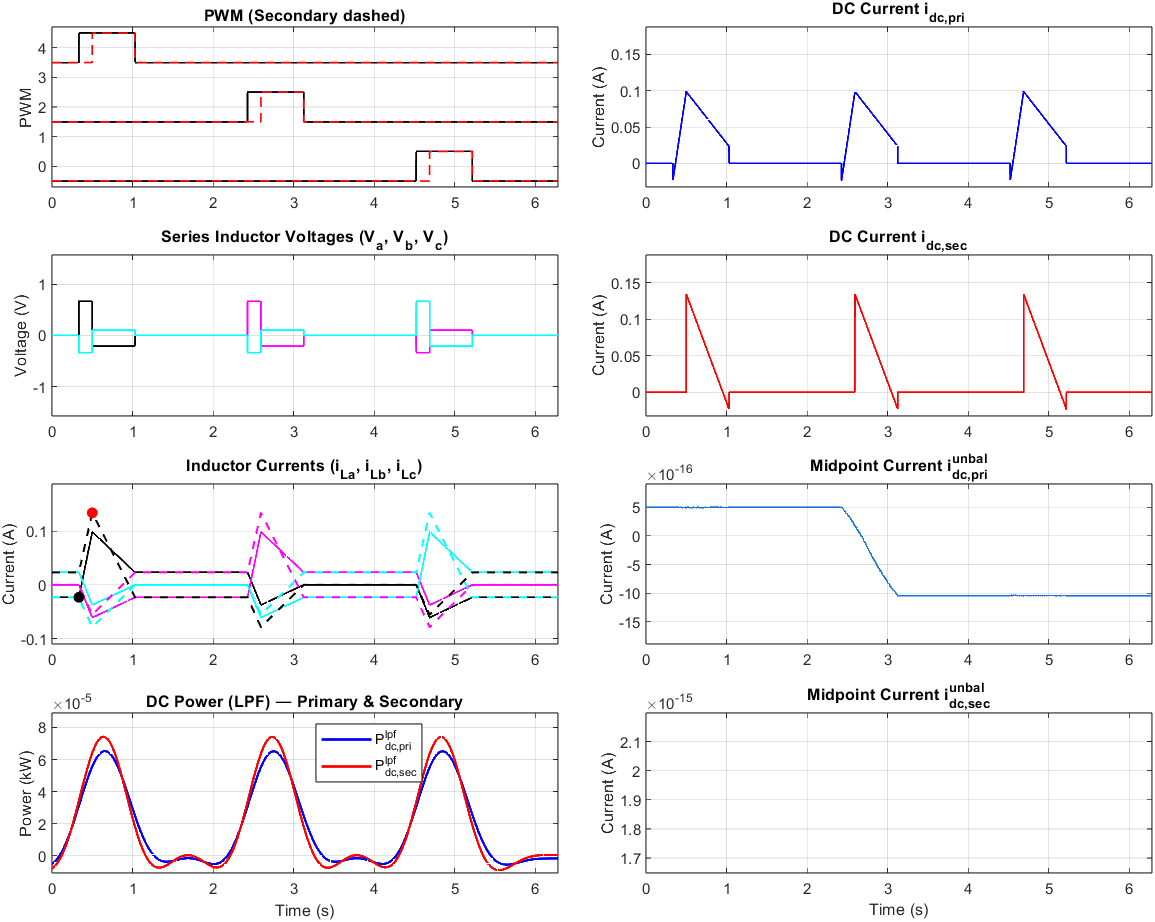 PWM (Secondary dashed)
PWM
4
3
2
1
0
0 1 2 3 4 5 6
DC Current i_dc,pri
Current (A)
0.15
0.1
0.05
0
0 1 2 3 4 5 6
Series Inductor Voltages (V_a, V_b, V_c)
Voltage (V)
1
0
-1
0 1 2 3 4 5 6
DC Current i_dc,sec
Current (A)
0.15
0.1
0.05
0
0 1 2 3 4 5 6
Inductor Currents (i_La, i_Lb, i_Lc)
Current (A)
0.1
0
-0.1
0 1 2 3 4 5 6
Midpoint Current i_dc,pri^unbal
×10^-16
Current (A)
5
0
-5
-10
-15
0 1 2 3 4 5 6
DC Power (LPF) — Primary & Secondary
×10^-5
Power (kW)
8
6
4
2
0
P_dc,pri^lpf
P_dc,sec^lpf
0 1 2 3 4 5 6
Time (s)
Midpoint Current i_dc,sec^unbal
×10^-15
Current (A)
2.1
2
1.9
1.8
1.7
0 1 2 3 4 5 6
Time (s)